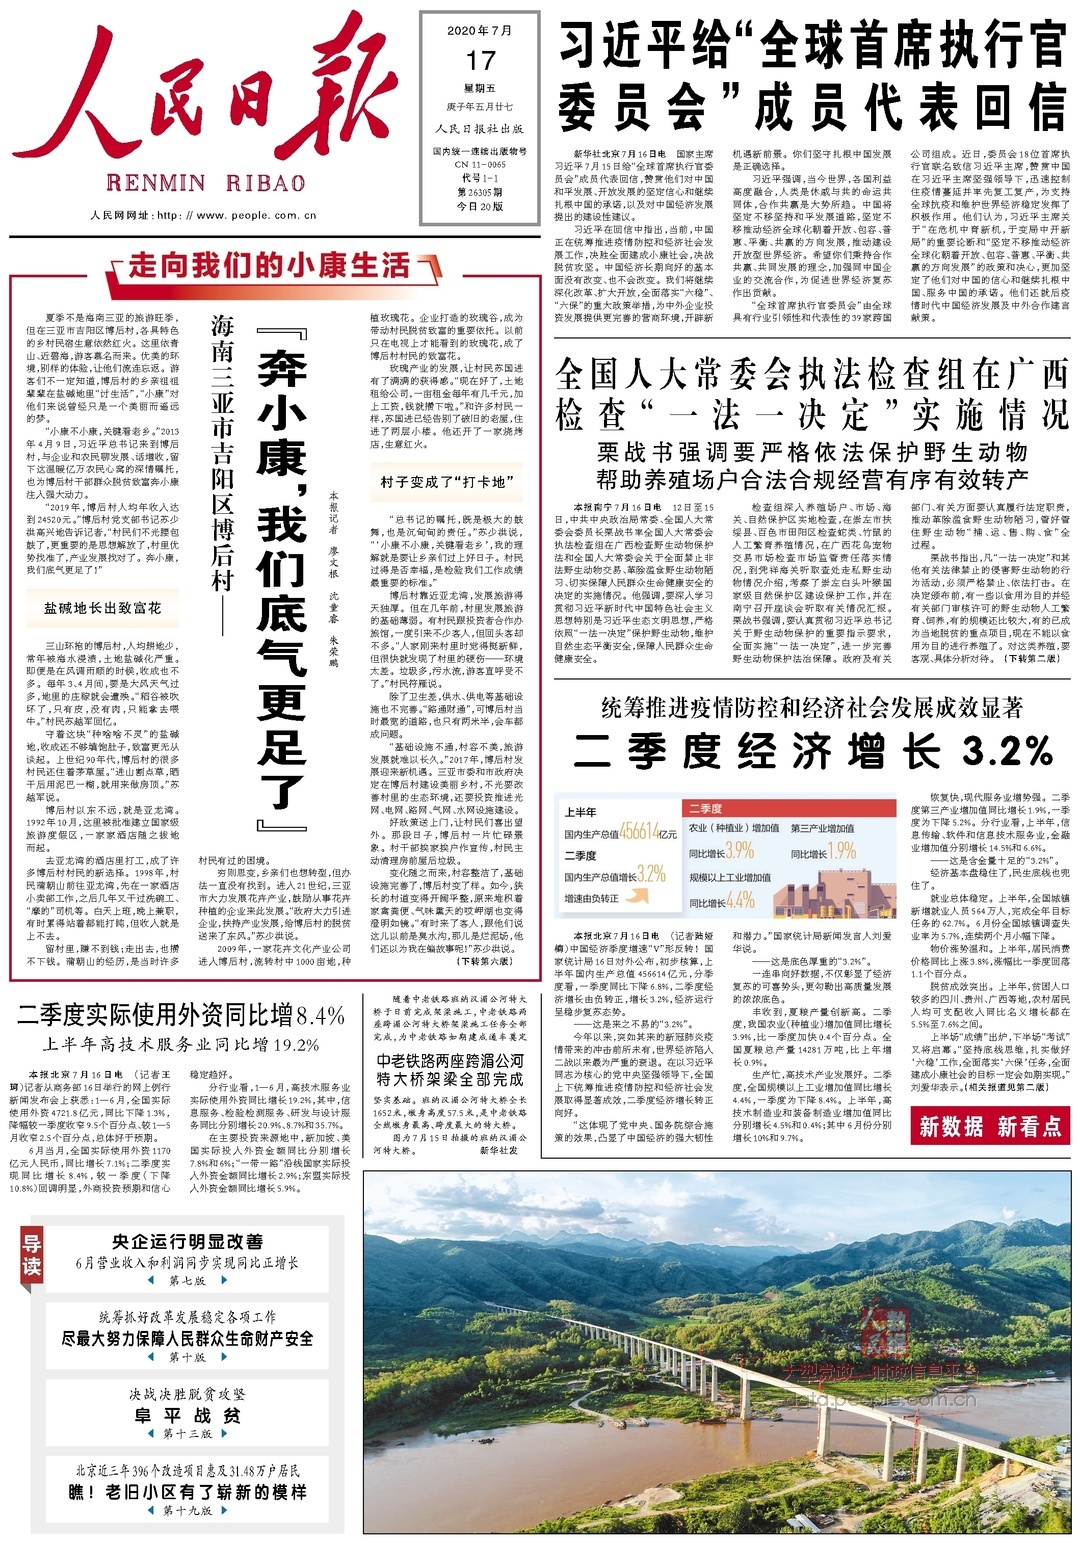 人民日报
RENMIN RIBAO
人民网网址:http://www.people.com.cn
2020年7月
17
星期五
庚子年五月廿七
人民日报社出版
国内统一连续出版物号
CN 11-0065
代号1-1
第26305期
今日20版
习近平给“全球首席执行官
委员会”成员代表回信
新华社北京7月16日电 国家主席
习近平7月15日给“全球首席执行官委
员会”成员代表回信,赞赏他们对中国
和平发展、开放发展的坚定信心和继续
扎根中国的承诺,以及对中国经济发展
提出的建设性建议。
习近平在回信中指出,当前,中国
正在统筹推进疫情防控和经济社会发
展工作,决胜全面建成小康社会,决战
脱贫攻坚。中国经济长期向好的基本
面没有改变、也不会改变。我们将继续
深化改革、扩大开放,全面落实“六稳”、
“六保”的重大政策举措,为中外企业投
资发展提供更完善的营商环境,开辟新
机遇新前景。你们坚守扎根中国发展
是正确选择。
习近平强调,当今世界,各国利益
高度融合,人类是休戚与共的命运共
同体,合作共赢是大势所趋。中国将
坚定不移坚持和平发展道路,坚定不
移推动经济全球化朝着开放、包容、普
惠、平衡、共赢的方向发展,推动建设
开放型世界经济。希望你们秉持合作
共赢、共同发展的理念,加强同中国企
业的交流合作,为促进世界经济复苏
作出贡献。
“全球首席执行官委员会”由全球
具有行业引领性和代表性的39家跨国
公司组成。近日,委员会18位首席执
行官联名致信习近平主席,赞赏中国
在习近平主席坚强领导下,迅速控制
住疫情蔓延并率先复工复产,为支持
全球抗疫和维护世界经济稳定发挥了
积极作用。他们认为,习近平主席关
于“在危机中育新机,于变局中开新
局”的重要论断和“坚定不移推动经济
全球化朝着开放、包容、普惠、平衡、共
赢的方向发展”的政策和决心,更加坚
定了他们对中国的信心和继续扎根中
国、服务中国的承诺。他们还就后疫
情时代中国经济发展及中外合作建言
献策。
全国人大常委会执法检查组在广西
检查“一法一决定”实施情况
栗战书强调要严格依法保护野生动物
帮助养殖场户合法合规经营有序有效转产
本报南宁7月16日电 12日至15
日,中共中央政治局常委、全国人大常
委会委员长栗战书率全国人大常委会
执法检查组在广西检查野生动物保护
法和全国人大常委会关于全面禁止非
法野生动物交易、革除滥食野生动物陋
习、切实保障人民群众生命健康安全的
决定的实施情况。他强调,要深入学习
贯彻习近平新时代中国特色社会主义
思想特别是习近平生态文明思想,严格
依照“一法一决定”保护野生动物,维护
自然生态平衡安全,保障人民群众生命
健康安全。
检查组深入养殖场户、市场、海
关、自然保护区实地检查,在崇左市扶
绥县、百色市田阳区检查蛇类、竹鼠的
人工繁育养殖情况,在广西花鸟宠物
交易市场检查市场监管责任落实情
况,到凭祥海关听取查处走私野生动
物情况介绍,考察了崇左白头叶猴国
家级自然保护区建设保护工作,并在
南宁召开座谈会听取有关情况汇报。
栗战书强调,要认真贯彻习近平总书记
关于野生动物保护的重要指示要求,
全面实施“一法一决定”,进一步完善
野生动物保护法治保障。政府及有关
部门、有关方面要认真履行法定职责,
推动革除滥食野生动物陋习,管好管
住野生动物“捕、运、售、购、食”全
过程。
栗战书指出,凡“一法一决定”和其
他有关法律禁止的侵害野生动物的行
为活动,必须严格禁止、依法打击。在
决定颁布前,有一些以食用为目的并经
有关部门审核许可的野生动物人工繁
育、饲养,有的规模还比较大,有的已成
为当地脱贫的重点项目,现在不能以食
用为目的进行养殖了。对这类养殖,要
客观、具体分析对待。(下转第二版)
走向我们的小康生活
『奔小康,我们底气更足了』
海南三亚市吉阳区博后村——
本报记者 廖文根 沈童睿 朱荣鹏
夏季不是海南三亚的旅游旺季,
但在三亚市吉阳区博后村,各具特色
的乡村民宿生意依然红火。这里依青
山、近碧海,游客慕名而来。优美的环
境,别样的体验,让他们流连忘返。游
客们不一定知道,博后村的乡亲祖祖
辈辈在盐碱地里“讨生活”,“小康”对
他们来说曾经只是一个美丽而遥远
的梦。
“小康不小康,关键看老乡。”2013
年4月9日,习近平总书记来到博后
村,与企业和农民聊发展、话增收,留
下这温暖亿万农民心窝的深情嘱托,
也为博后村干部群众脱贫致富奔小康
注入强大动力。
“2019年,博后村人均年收入达
到24520元。”博后村党支部书记苏少
洪高兴地告诉记者,“村民们不光腰包
鼓了,更重要的是思想解放了,村里优
势找准了,产业发展找对了。奔小康,
我们底气更足了!”
盐碱地长出致富花
三山环抱的博后村,人均耕地少,
常年被海水浸渍,土地盐碱化严重。
即便是在风调雨顺的时候,收成也不
多。每年3、4月间,要是大风天气过
多,地里的庄稼就会遭殃。“稻谷被吹
坏了,只有皮,没有肉,只能拿去喂
牛。”村民苏越军回忆。
守着这块“种啥啥不灵”的盐碱
地,收成还不够填饱肚子,致富更无从
谈起。上世纪90年代,博后村的很多
村民还住着茅草屋。“进山割点草,晒
干后用泥巴一糊,就用来做房顶。”苏
越军说。
博后村以东不远,就是亚龙湾。
1992年10月,这里被批准建立国家级
旅游度假区,一家家酒店随之拔地
而起。
去亚龙湾的酒店里打工,成了许
多博后村村民的新选择。1998年,村
民蒲朝山前往亚龙湾,先在一家酒店
小卖部工作,之后几年又干过洗碗工、
“摩的”司机等。白天上班,晚上兼职,
有时累得站着都能打盹,但收入就是
上不去。
留村里,赚不到钱;走出去,也攒
不下钱。蒲朝山的经历,是当时许多
村民有过的困境。
穷则思变,乡亲们也想转型,但办
法一直没有找到。进入21世纪,三亚
市大力发展花卉产业,鼓励从事花卉
种植的企业来此发展。“政府大力引进
企业,扶持产业发展,给博后村的脱贫
送来了东风。”苏少洪说。
2009年,一家花卉文化产业公司
进入博后村,流转村中1000亩地,种
植玫瑰花。企业打造的玫瑰谷,成为
带动村民脱贫致富的重要依托。以前
只在电视上才能看到的玫瑰花,成了
博后村村民的致富花。
玫瑰产业的发展,让村民苏国进
有了满满的获得感。“现在好了,土地
租给公司,一亩租金每年有几千元,加
上工资,钱就攒下啦。”和许多村民一
样,苏国进已经告别了破旧的老屋,住
进了两层小楼。他还开了一家烧烤
店,生意红火。
村子变成了“打卡地”
“总书记的嘱托,既是极大的鼓
舞,也是沉甸甸的责任。”苏少洪说,
“‘小康不小康,关键看老乡’,我的理
解就是要让乡亲们过上好日子。村民
过得是否幸福,是检验我们工作成绩
最重要的标准。”
博后村靠近亚龙湾,发展旅游得
天独厚。但在几年前,村里发展旅游
的基础薄弱。有村民跟投资者合作办
旅馆,一度引来不少客人,但回头客却
不多。“人家刚来村里时觉得挺新鲜,
但很快就发现了村里的硬伤——环境
太差。垃圾多,污水流,游客直呼受不
了。”村民苻雁说。
除了卫生差,供水、供电等基础设
施也不完善。“路通财通”,可博后村当
时最宽的道路,也只有两米半,会车都
成问题。
“基础设施不通,村容不美,旅游
发展就难以长久。”2017年,博后村发
展迎来新机遇。三亚市委和市政府决
定在博后村建设美丽乡村,不光要改
善村里的生态环境,还要投资推进光
网、电网、路网、气网、水网设施建设。
好政策送上门,让村民们喜出望
外。那段日子,博后村一片忙碌景
象。村干部挨家挨户作宣传,村民主
动清理房前屋后垃圾。
变化随之而来,村容整洁了,基础
设施完善了,博后村变了样。如今,狭
长的村道变得开阔平整,原来堆积着
家禽粪便、气味熏天的哎岬湖也变得
澄明如镜。“有时来了客人,跟他们说
这儿以前是臭水沟,那儿是烂泥场,他
们还以为我在编故事呢!”苏少洪说。
(下转第六版)
统筹推进疫情防控和经济社会发展成效显著
二季度经济增长3.2%
上半年
国内生产总值456614亿元
二季度
国内生产总值增长3.2%
增速由负转正
二季度
农业(种植业)增加值
同比增长3.9%
第三产业增加值
同比增长1.9%
规模以上工业增加值
同比增长4.4%
本报北京7月16日电 (记者陆娅
楠)中国经济季度增速“V”形反转!国
家统计局16日对外公布,初步核算,上
半年国内生产总值456614亿元,分季
度看,一季度同比下降6.8%,二季度经
济增长由负转正,增长3.2%,经济运行
呈稳步复苏态势。
——这是来之不易的“3.2%”。
今年以来,突如其来的新冠肺炎疫
情带来的冲击前所未有,世界经济陷入
二战以来最为严重的衰退。在以习近平
同志为核心的党中央坚强领导下,全国
上下统筹推进疫情防控和经济社会发
展取得显著成效,二季度经济增长转正
向好。
“这体现了党中央、国务院综合施
策的效果,凸显了中国经济的强大韧性
和潜力。”国家统计局新闻发言人刘爱
华说。
——这是底色厚重的“3.2%”。
一连串向好数据,不仅彰显了经济
复苏的可喜势头,更勾勒出高质量发展
的浓浓底色。
丰收到,夏粮产量创新高。二季
度,我国农业(种植业)增加值同比增长
3.9%,比一季度加快0.4个百分点。全
国夏粮总产量14281万吨,比上年增
长0.9%。
生产忙,高技术产业发展好。二季
度,全国规模以上工业增加值同比增长
4.4%,一季度为下降8.4%。上半年,高
技术制造业和装备制造业增加值同比
分别增长4.5%和0.4%;其中6月份分别
增长10%和9.7%。
恢复快,现代服务业增势强。二季
度第三产业增加值同比增长1.9%,一季
度为下降5.2%。分行业看,上半年,信
息传输、软件和信息技术服务业,金融
业增加值分别增长14.5%和6.6%。
——这是含金量十足的“3.2%”。
经济基本盘稳住了,民生底线也兜
住了。
就业总体稳定。上半年,全国城镇
新增就业人员564万人,完成全年目标
任务的62.7%。6月份全国城镇调查失
业率为5.7%,连续两个月小幅下降。
物价涨势温和。上半年,居民消费
价格同比上涨3.8%,涨幅比一季度回落
1.1个百分点。
脱贫成效突出。上半年,贫困人口
较多的四川、贵州、广西等地,农村居民
人均可支配收入同比名义增长都在
5.5%至7.6%之间。
上半场“成绩”出炉,下半场“考试”
又将启幕。“坚持底线思维,扎实做好
‘六稳’工作,全面落实‘六保’任务,全面
建成小康社会的目标一定会如期实现。”
刘爱华表示。(相关报道见第二版)
新数据 新看点
二季度实际使用外资同比增8.4%
上半年高技术服务业同比增19.2%
本报北京7月16日电 (记者王
珂)记者从商务部16日举行的网上例行
新闻发布会上获悉:1—6月,全国实际
使用外资4721.8亿元,同比下降1.3%,
降幅较一季度收窄9.5个百分点、较1—5
月收窄2.5个百分点,总体好于预期。
6月当月,全国实际使用外资1170
亿元人民币,同比增长7.1%;二季度实
现同比增长8.4%,较一季度(下降
10.8%)回调明显,外商投资预期和信心
稳定趋好。
分行业看,1—6月,高技术服务业
实际使用外资同比增长19.2%,其中,信
息服务、检验检测服务、研发与设计服
务同比分别增长20.9%、8.7%和35.7%。
在主要投资来源地中,新加坡、美
国实际投入外资金额同比分别增长
7.8%和6%;“一带一路”沿线国家实际投
入外资金额同比增长2.9%;东盟实际投
入外资金额同比增长5.9%。
随着中老铁路班纳汉湄公河特大
桥于日前完成架梁施工,中老铁路两
座跨湄公河特大桥架梁施工任务全部
完成,为中老铁路如期建成通车奠定
中老铁路两座跨湄公河
特大桥架梁全部完成
坚实基础。班纳汉湄公河特大桥全长
1652米,墩身高度57.5米,是中老铁路
全线墩身最高、跨度最大的特大桥。
图为7月15日拍摄的班纳汉湄公
河特大桥。 新华社发
导读
央企运行明显改善
6月营业收入和利润同步实现同比正增长
第七版
统筹抓好改革发展稳定各项工作
尽最大努力保障人民群众生命财产安全
第十版
决战决胜脱贫攻坚
阜平战贫
第十三版
北京近三年396个改造项目惠及31.48万户居民
瞧!老旧小区有了崭新的模样
第十九版
人民数据
大型党政、时政信息平台
data.people.com.cn